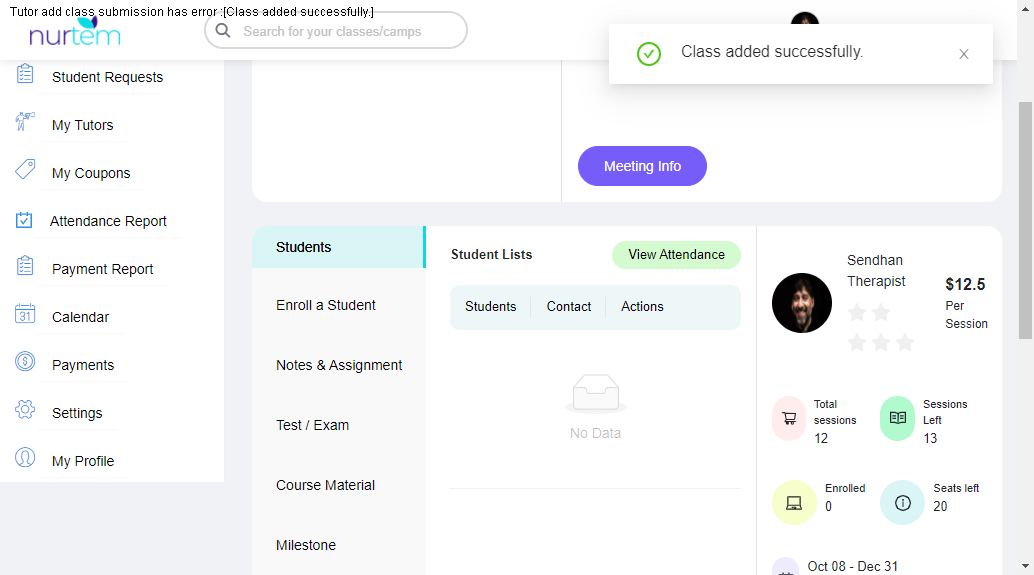 Tutor add class submission has error :[Class added successfully.]
nurtem
Search for your classes/camps
Class added successfully.
Student Requests
My Tutors
My Coupons
Attendance Report
Payment Report
31
Calendar
$
Payments
Settings
My Profile
Meeting Info
Students
Enroll a Student
Notes & Assignment
Test / Exam
Course Material
Milestone
Student Lists
View Attendance
Students
Contact
Actions
No Data
Sendhan
Therapist
$12.5
Per
Session
Total
sessions
12
Sessions
Left
13
Enrolled
0
Seats left
20
Oct 08 - Dec 31